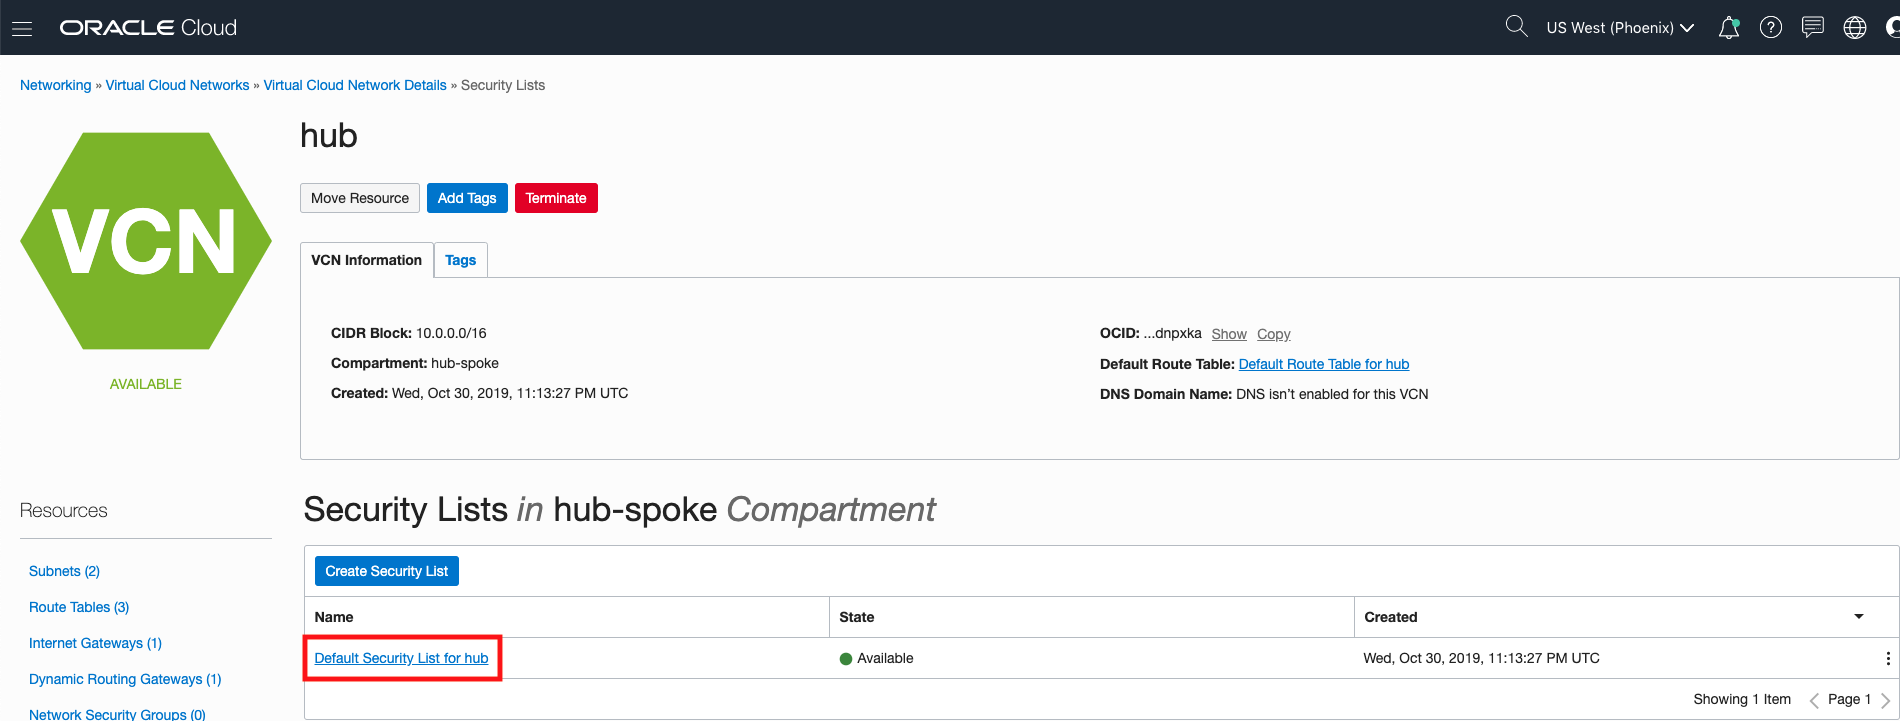 ORACLE Cloud
US West (Phoenix)
Networking » Virtual Cloud Networks » Virtual Cloud Network Details » Security Lists
VCN
AVAILABLE
hub
Move Resource Add Tags Terminate
VCN Information Tags
CIDR Block: 10.0.0.0/16
Compartment: hub-spoke
Created: Wed, Oct 30, 2019, 11:13:27 PM UTC
OCID: ...dnpxka Show Copy
Default Route Table: Default Route Table for hub
DNS Domain Name: DNS isn't enabled for this VCN
Resources
Subnets (2)
Route Tables (3)
Internet Gateways (1)
Dynamic Routing Gateways (1)
Network Security Groups (0)
Security Lists in hub-spoke Compartment
Create Security List
Name State Created
Default Security List for hub Available Wed, Oct 30, 2019, 11:13:27 PM UTC
Showing 1 Item Page 1